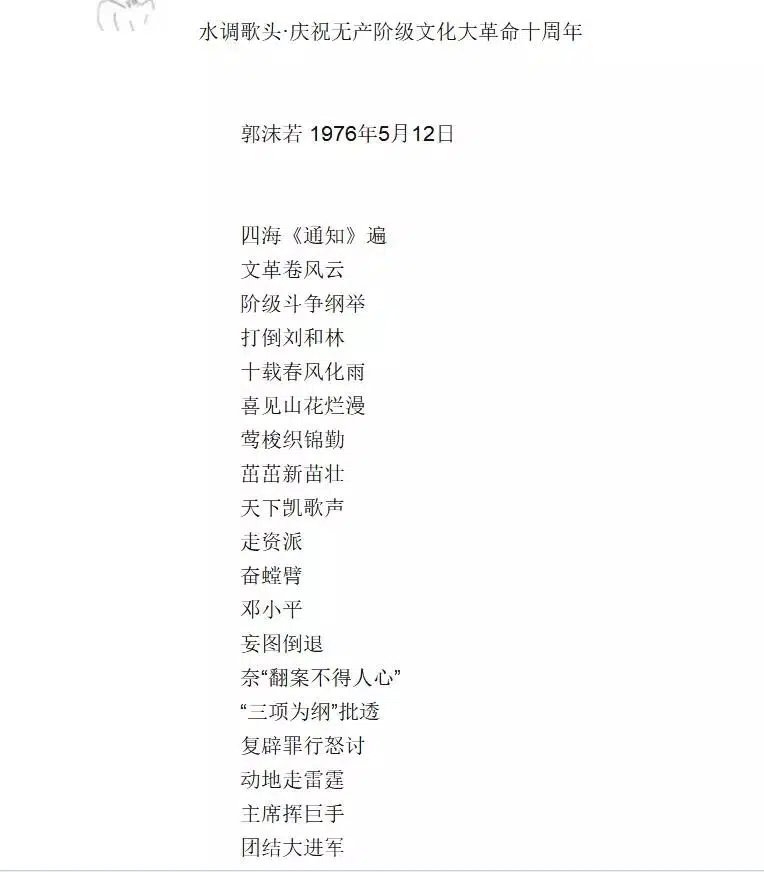 水调歌头·庆祝无产阶级文化大革命十周年
郭沫若 1976年5月12日
四海《通知》遍
文革卷风云
阶级斗争纲举
打倒刘和林
十载春风化雨
喜见山花烂漫
莺梭织锦勤
茁茁新苗壮
天下凯歌声
走资派
奋螳臂
邓小平
妄图倒退
奈“翻案不得人心”
“三项为纲”批透
复辟罪行怒讨
动地走雷霆
主席挥巨手
团结大进军